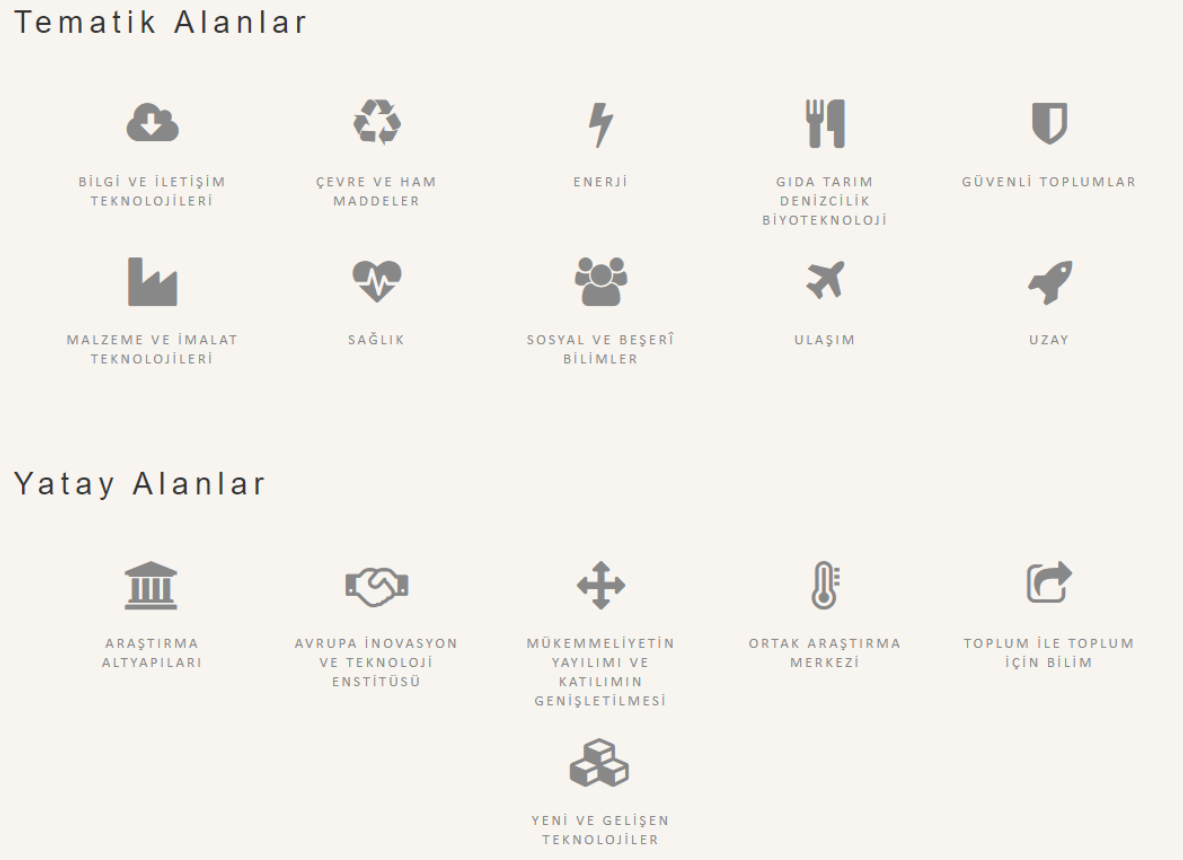 Tematik Alanlar
BİLGİ VE İLETİŞİM
TEKNOLOJİLERİ
ÇEVRE VE HAM
MADDELER
ENERJİ
GIDA TARIM
DENİZCİLİK
BİYOTEKNOLOJİ
GÜVENLİ TOPLUMLAR
MALZEME VE İMALAT
TEKNOLOJİLERİ
SAĞLIK
SOSYAL VE BEŞERÎ
BİLİMLER
ULAŞIM
UZAY
Yatay Alanlar
ARAŞTIRMA
ALTYAPILARI
AVRUPA İNOVASYON
VE TEKNOLOJİ
ENSTİTÜSÜ
MÜKEMMELİYETİN
YAYILIMI VE
KATILIMIN
GENİŞLETİLMESİ
ORTAK ARAŞTIRMA
MERKEZİ
TOPLUM İLE TOPLUM
İÇİN BİLİM
YENİ VE GELİŞEN
TEKNOLOJİLER